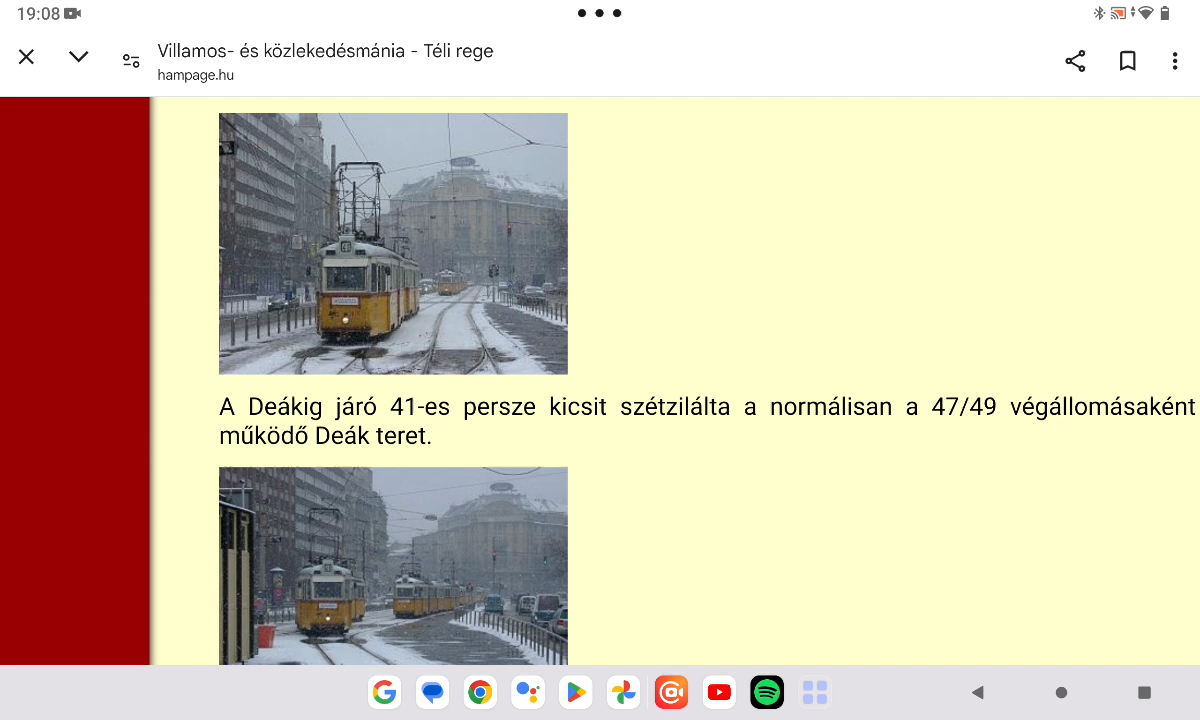 19:08
Villamos- és közlekedésmánia - Téli rege
hampage.hu
A Deákig járó 41-es persze kicsit szétzilálta a normálisan a 47/49 végállomásaként
működő Deák teret.